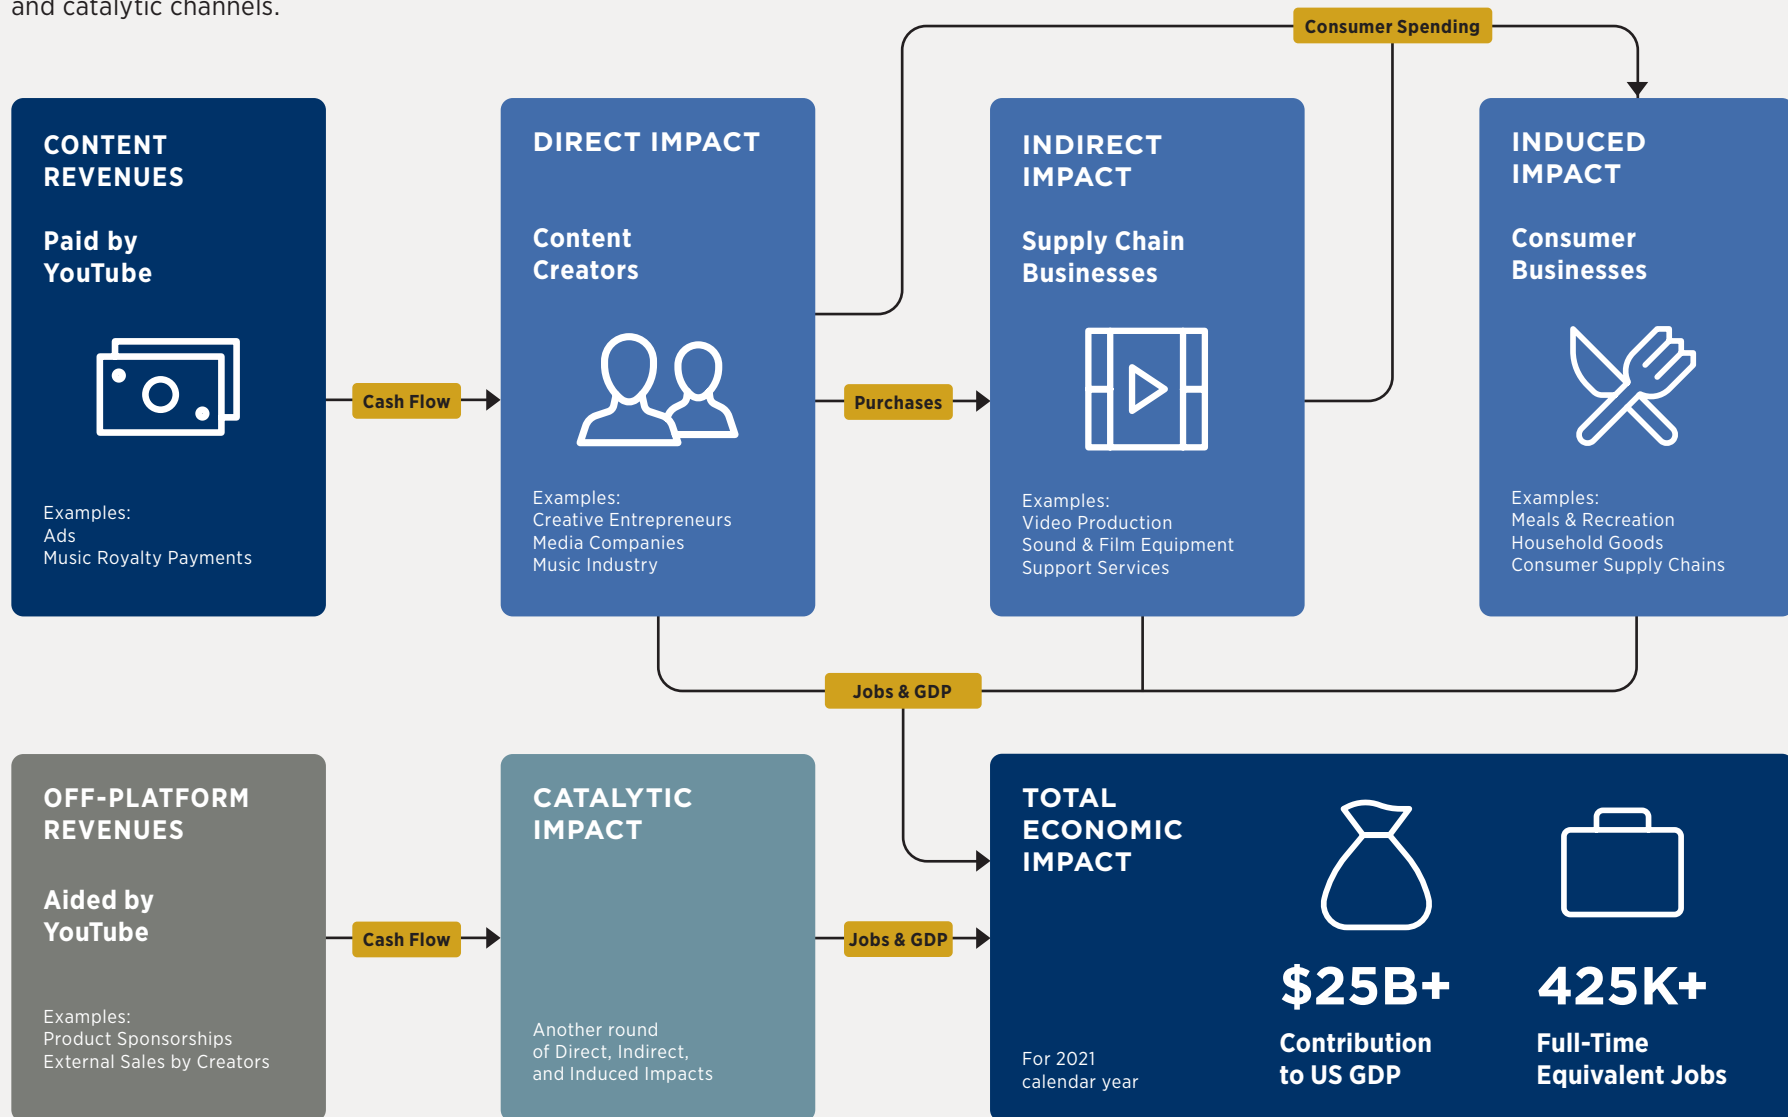 and catalytic channels.
Consumer Spending
CONTENT
REVENUES
Paid by
YouTube
Examples:
Ads
Music Royalty Payments
Cash Flow
DIRECT IMPACT
Content
Creators
Examples:
Creative Entrepreneurs
Media Companies
Music Industry
Purchases
INDIRECT
IMPACT
Supply Chain
Businesses
Examples:
Video Production
Sound & Film Equipment
Support Services
INDUCED
IMPACT
Consumer
Businesses
Examples:
Meals & Recreation
Household Goods
Consumer Supply Chains
Jobs & GDP
OFF-PLATFORM
REVENUES
Aided by
YouTube
Examples:
Product Sponsorships
External Sales by Creators
Cash Flow
CATALYTIC
IMPACT
Another round
of Direct, Indirect,
and Induced Impacts
Jobs & GDP
TOTAL
ECONOMIC
IMPACT
For 2021
calendar year
$25B+
Contribution
to US GDP
425K+
Full-Time
Equivalent Jobs